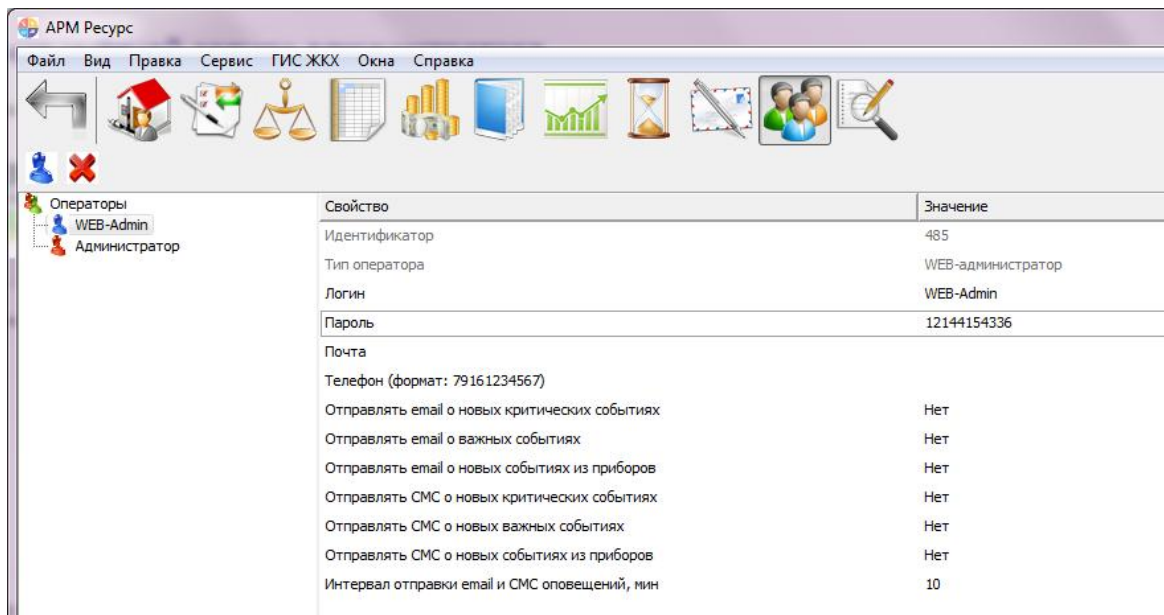 АРМ Ресурс
Файл Вид Правка Сервис ГИС ЖКХ Окна Справка
Операторы
WEB-Admin
Администратор
Свойство Значение
Идентификатор 485
Тип оператора WEB-администратор
Логин WEB-Admin
Пароль 12144154336
Почта
Телефон (формат: 79161234567)
Отправлять email о новых критических событиях Нет
Отправлять email о важных событиях Нет
Отправлять email о новых событиях из приборов Нет
Отправлять СМС о новых критических событиях Нет
Отправлять СМС о новых важных событиях Нет
Отправлять СМС о новых событиях из приборов Нет
Интервал отправки email и СМС оповещений, мин 10